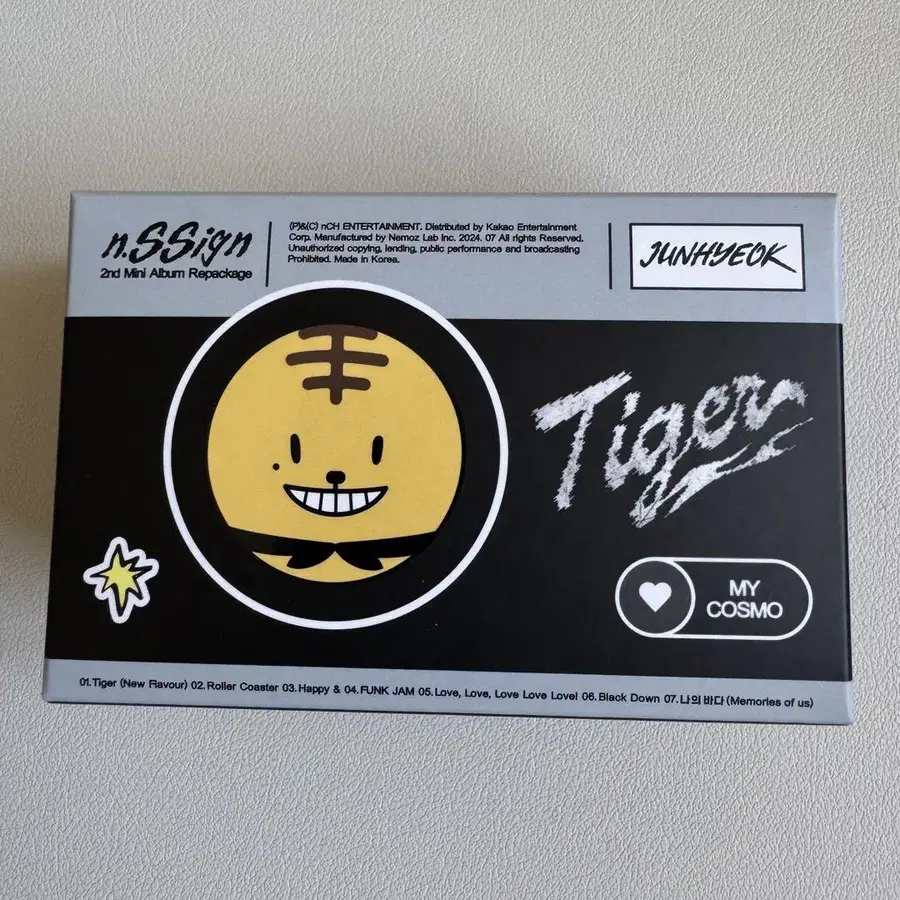 n.SSign
2nd Mini Album Repackage
(P)&(C) nCH ENTERTAINMENT. Distributed by Kakao Entertainment
Corp. Manufactured by Nemoz Lab Inc. 2024. 07 All rights Reserved.
Unauthorized copying, lending, public performance and broadcasting
Prohibited. Made in Korea.
JUNHYEOK
Tiger
MY
COSMO
01.Tiger (New Flavour) 02.Roller Coaster 03.Happy & 04.FUNK JAM 05.Love, Love, Love Love Love! 06.Black Down 07.나의 바다 (Memories of us)